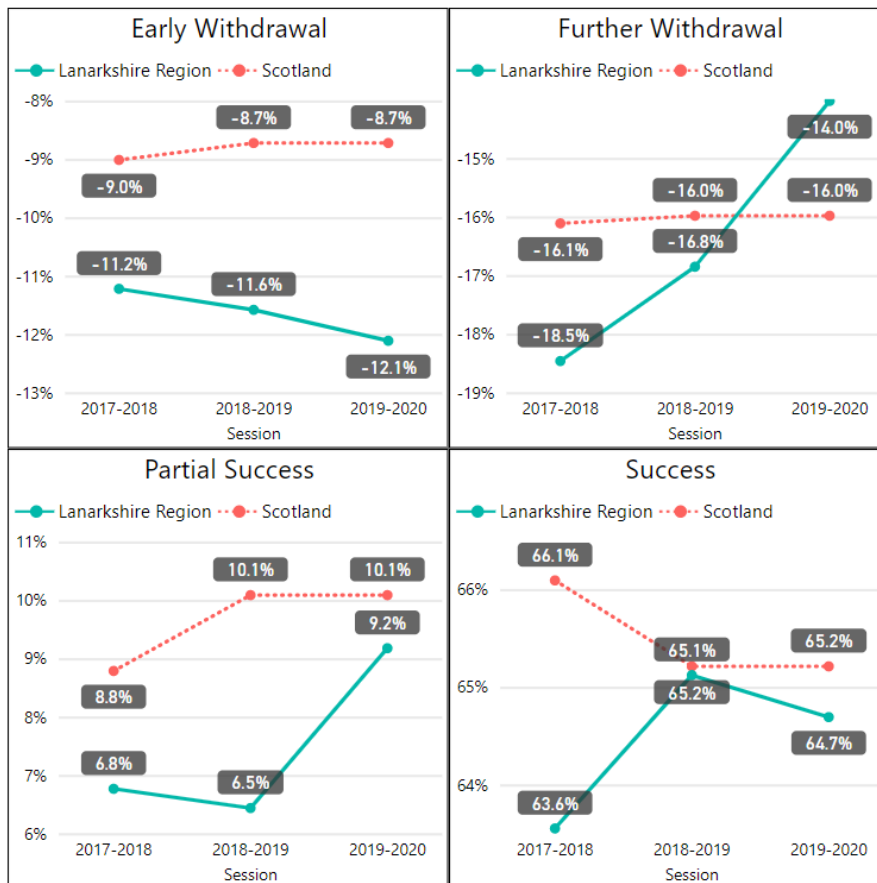 Early Withdrawal
Lanarkshire Region Scotland
-8%
-9%
-10%
-11%
-12%
-13%
-8.7% -8.7%
-9.0%
-11.2%
-11.6%
-12.1%
2017-2018 2018-2019 2019-2020
Session
Further Withdrawal
Lanarkshire Region Scotland
-15%
-16%
-17%
-18%
-19%
-14.0%
-16.0% -16.0%
-16.1%
-16.8%
-18.5%
2017-2018 2018-2019 2019-2020
Session
Partial Success
Lanarkshire Region Scotland
11%
10%
9%
8%
7%
6%
10.1% 10.1%
9.2%
8.8%
6.8%
6.5%
2017-2018 2018-2019 2019-2020
Session
Success
Lanarkshire Region Scotland
66%
65%
64%
66.1%
65.1% 65.2%
65.2%
64.7%
63.6%
2017-2018 2018-2019 2019-2020
Session